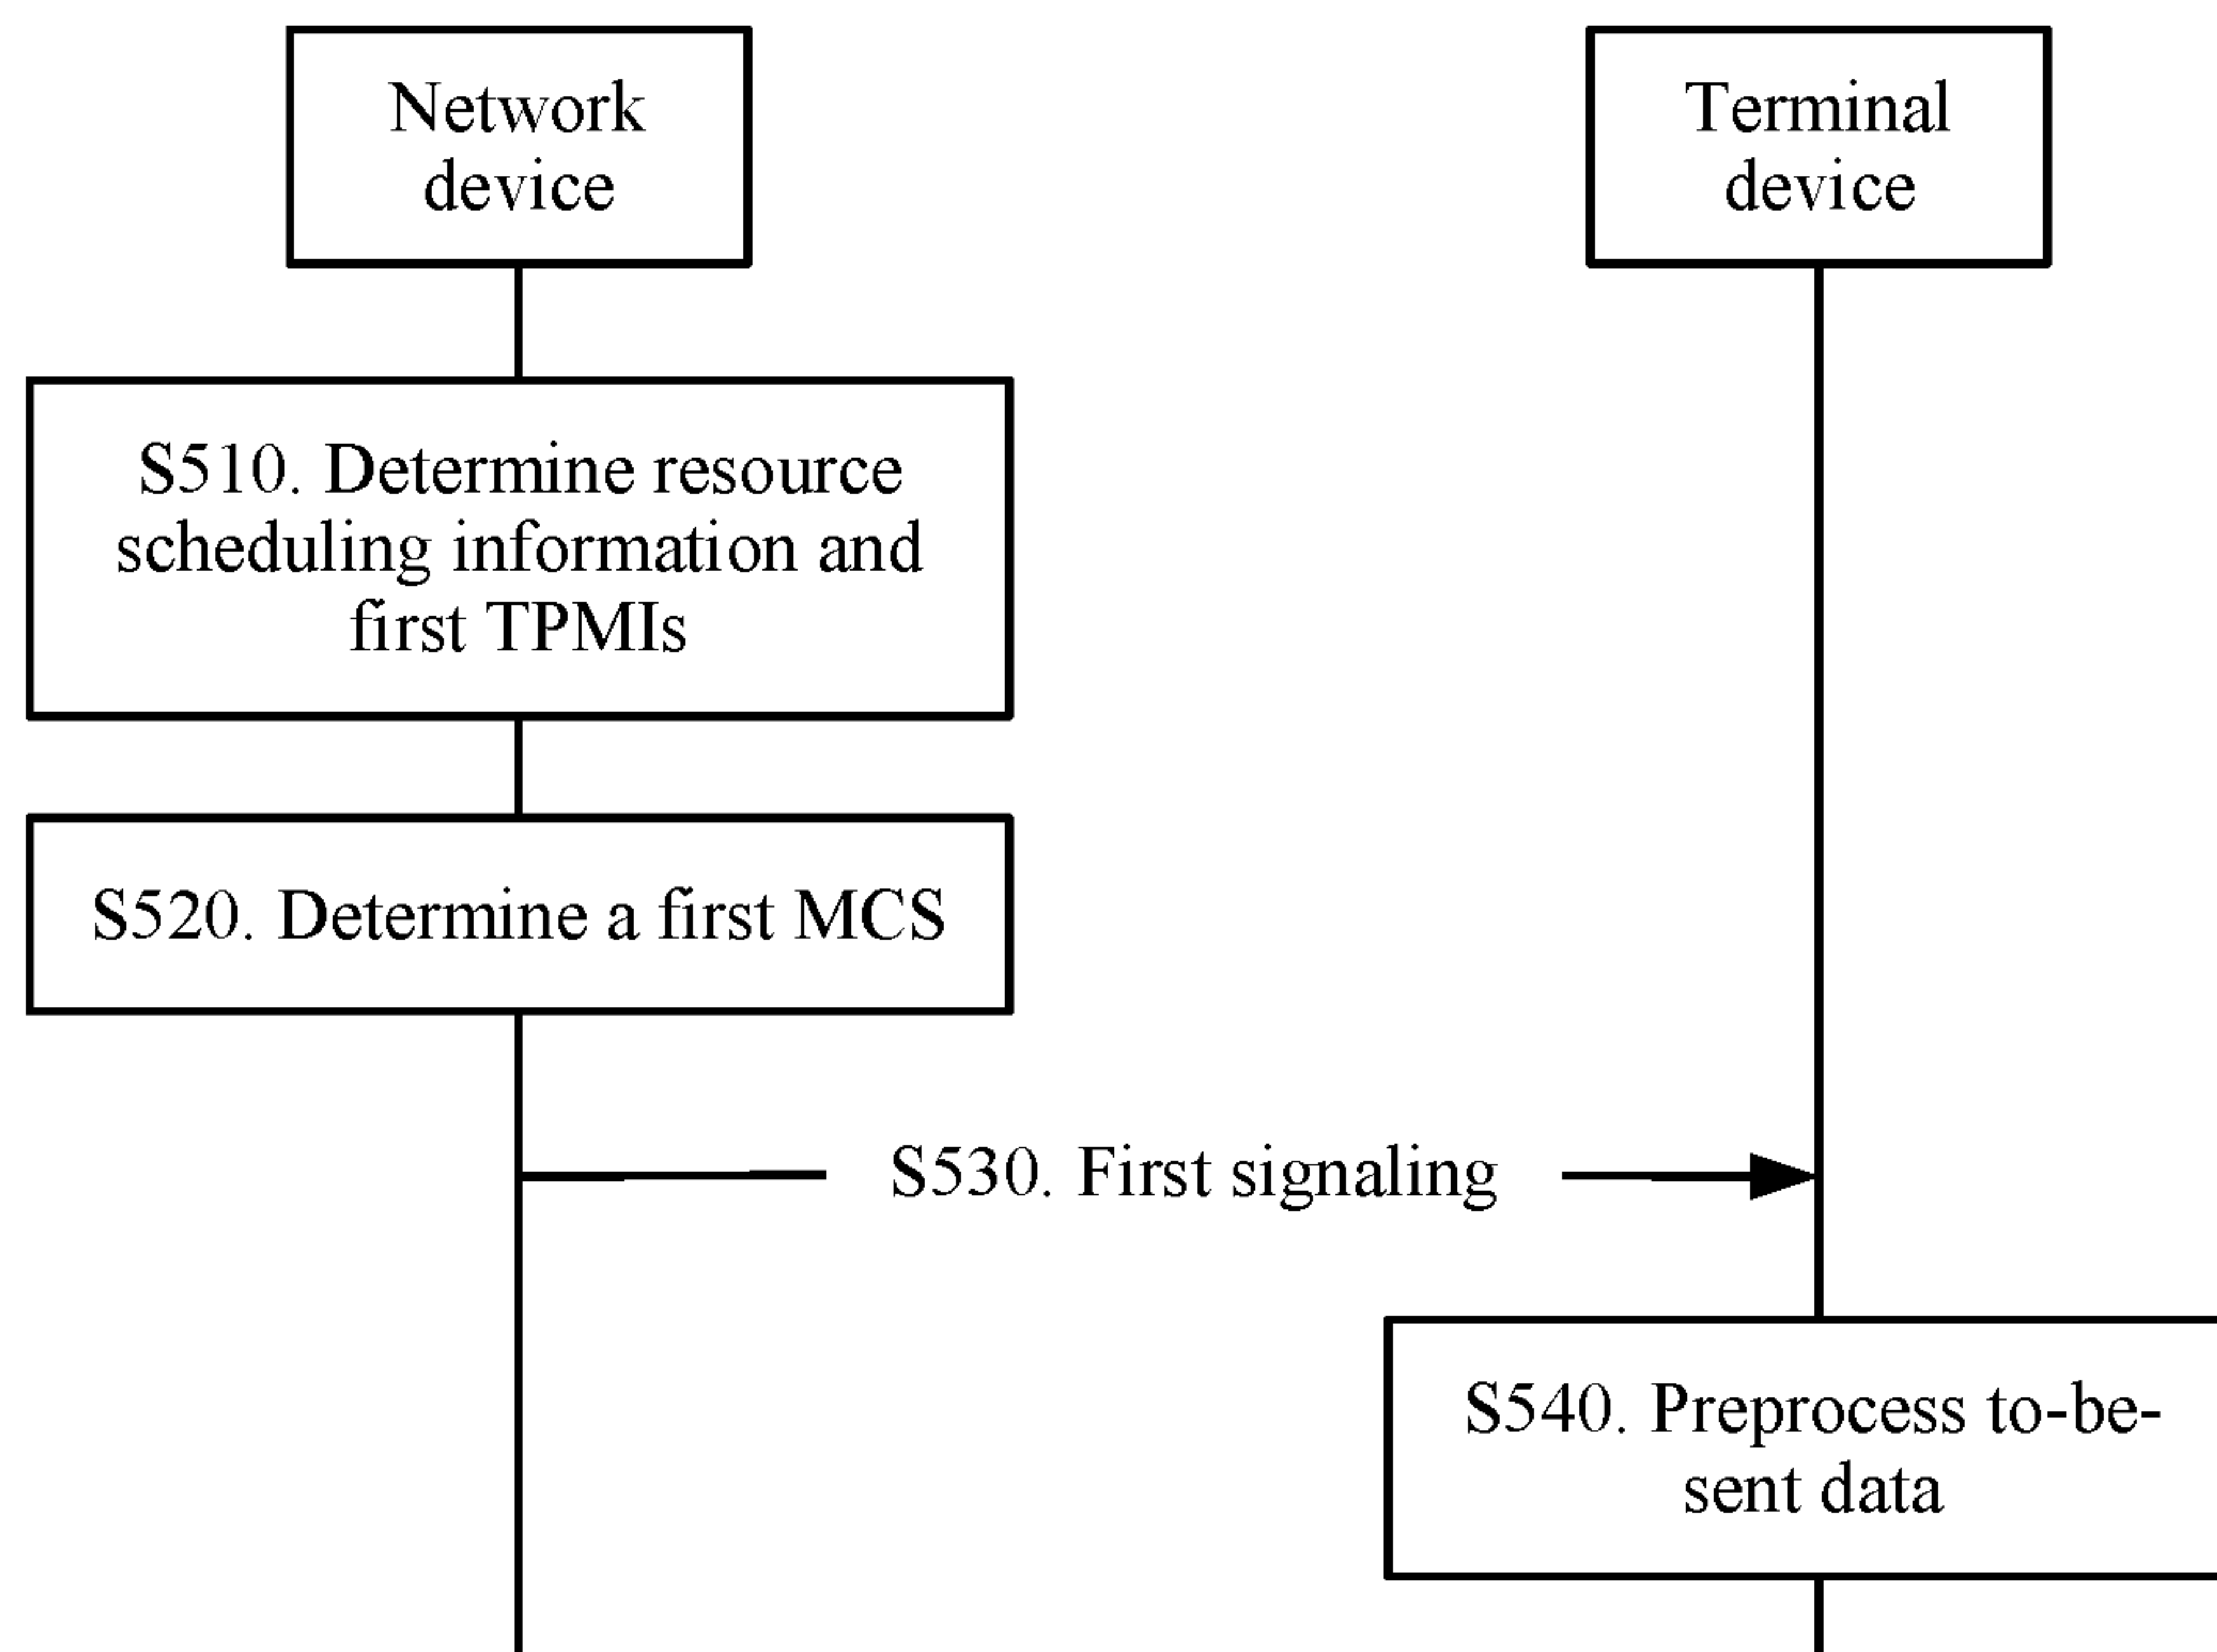 Network
device
Terminal
device
S510. Determine resource
scheduling information and
first TPMIs
S520. Determine a first MCS
S530. First signaling
S540. Preprocess to-be-
sent data